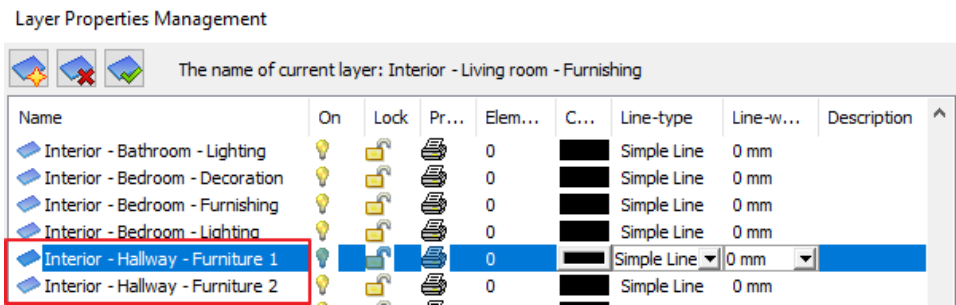 Layer Properties Management
The name of current layer: Interior - Living room - Furnishing
Name On Lock Pr... Elem... C... Line-type Line-w... Description
Interior - Bathroom - Lighting 0 Simple Line 0 mm
Interior - Bedroom - Decoration 0 Simple Line 0 mm
Interior - Bedroom - Furnishing 0 Simple Line 0 mm
Interior - Bedroom - Lighting 0 Simple Line 0 mm
Interior - Hallway - Furniture 1 0 Simple Line 0 mm
Interior - Hallway - Furniture 2 0 Simple Line 0 mm